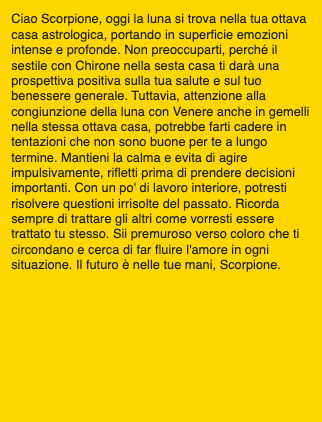 Ciao Scorpione, oggi la luna si trova nella tua ottava
casa astrologica, portando in superficie emozioni
intense e profonde. Non preoccuparti, perché il
sestile con Chirone nella sesta casa ti darà una
prospettiva positiva sulla tua salute e sul tuo
benessere generale. Tuttavia, attenzione alla
congiunzione della luna con Venere anche in gemelli
nella stessa ottava casa, potrebbe farti cadere in
tentazioni che non sono buone per te a lungo
termine. Mantieni la calma e evita di agire
impulsivamente, rifletti prima di prendere decisioni
importanti. Con un po' di lavoro interiore, potresti
risolvere questioni irrisolte del passato. Ricorda
sempre di trattare gli altri come vorresti essere
trattato tu stesso. Sii premuroso verso coloro che ti
circondano e cerca di far fluire l'amore in ogni
situazione. Il futuro è nelle tue mani, Scorpione.